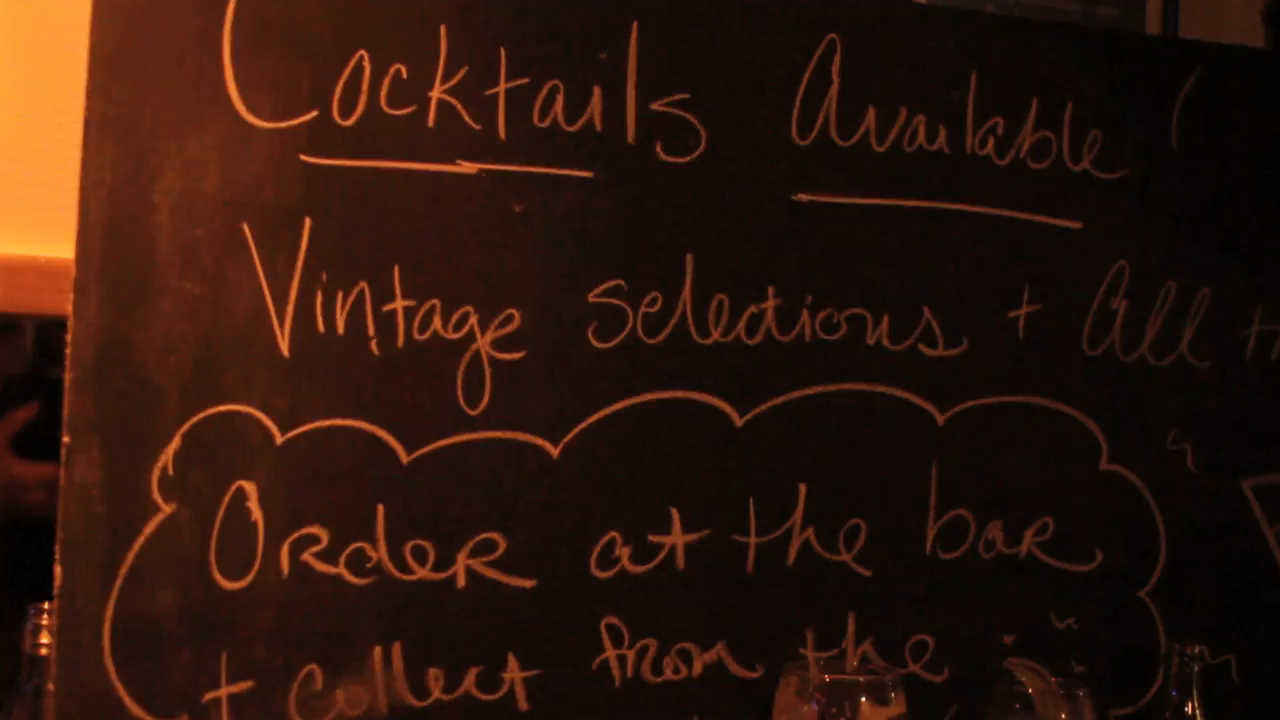 Cocktails Available
Vintage selections + All
Order at the bar
+ Collect from the